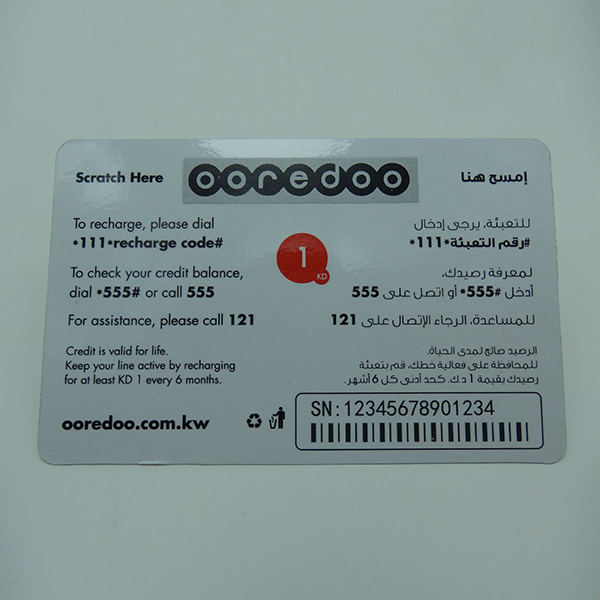 Scratch Here
ooredoo
إمسح هنا
To recharge, please dial
*111*recharge code#
To check your credit balance,
dial *555# or call 555
For assistance, please call 121
Credit is valid for life.
Keep your line active by recharging
for at least KD 1 every 6 months.
ooredoo.com.kw
1
KD
للتعبئة، يرجى إدخال
#رقم التعبئة*111*
لمعرفة رصيدك،
أدخل #555* أو اتصل على 555
للمساعدة، الرجاء الإتصال على 121
الرصيد صالح لمدى الحياة.
للمحافظة على فعالية خطك، قم بتعبئة
رصيدك بقيمة 1 د.ك. كحد أدنى كل 6 أشهر.
SN:12345678901234